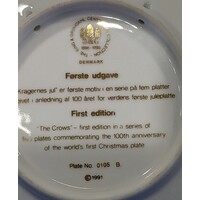 DENMARK
Første udgave
"Kragernes jul" er første motiv i en serie på fem platter
lavet i anledning af 100 året for verdens første juleplatte.
First edition
"The Crows" – first edition in a series of
plates commemorating the 100th anniversary
of the world's first Christmas plate
Plate No. 0105 B.
©1991